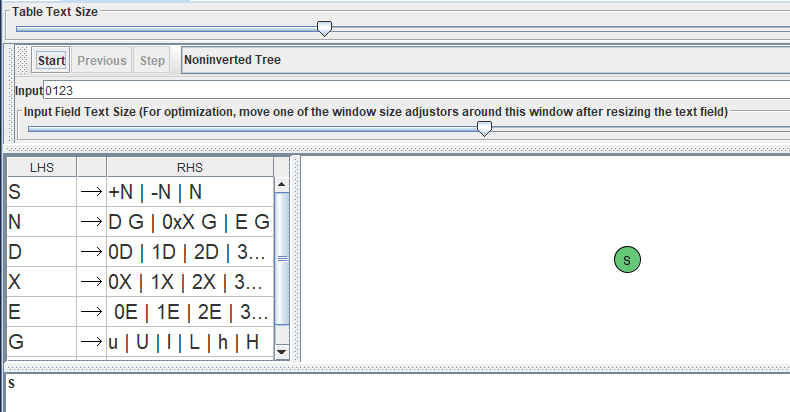 Table Text Size
Start Previous Step Noninverted Tree
Input 0123
Input Field Text Size (For optimization, move one of the window size adjustors around this window after resizing the text field)
LHS RHS
S → +N | -N | N
N → D G | 0xX G | E G
D → 0D | 1D | 2D | 3...
X → 0X | 1X | 2X | 3...
E → 0E | 1E | 2E | 3...
G → u | U | l | L | h | H
S
S